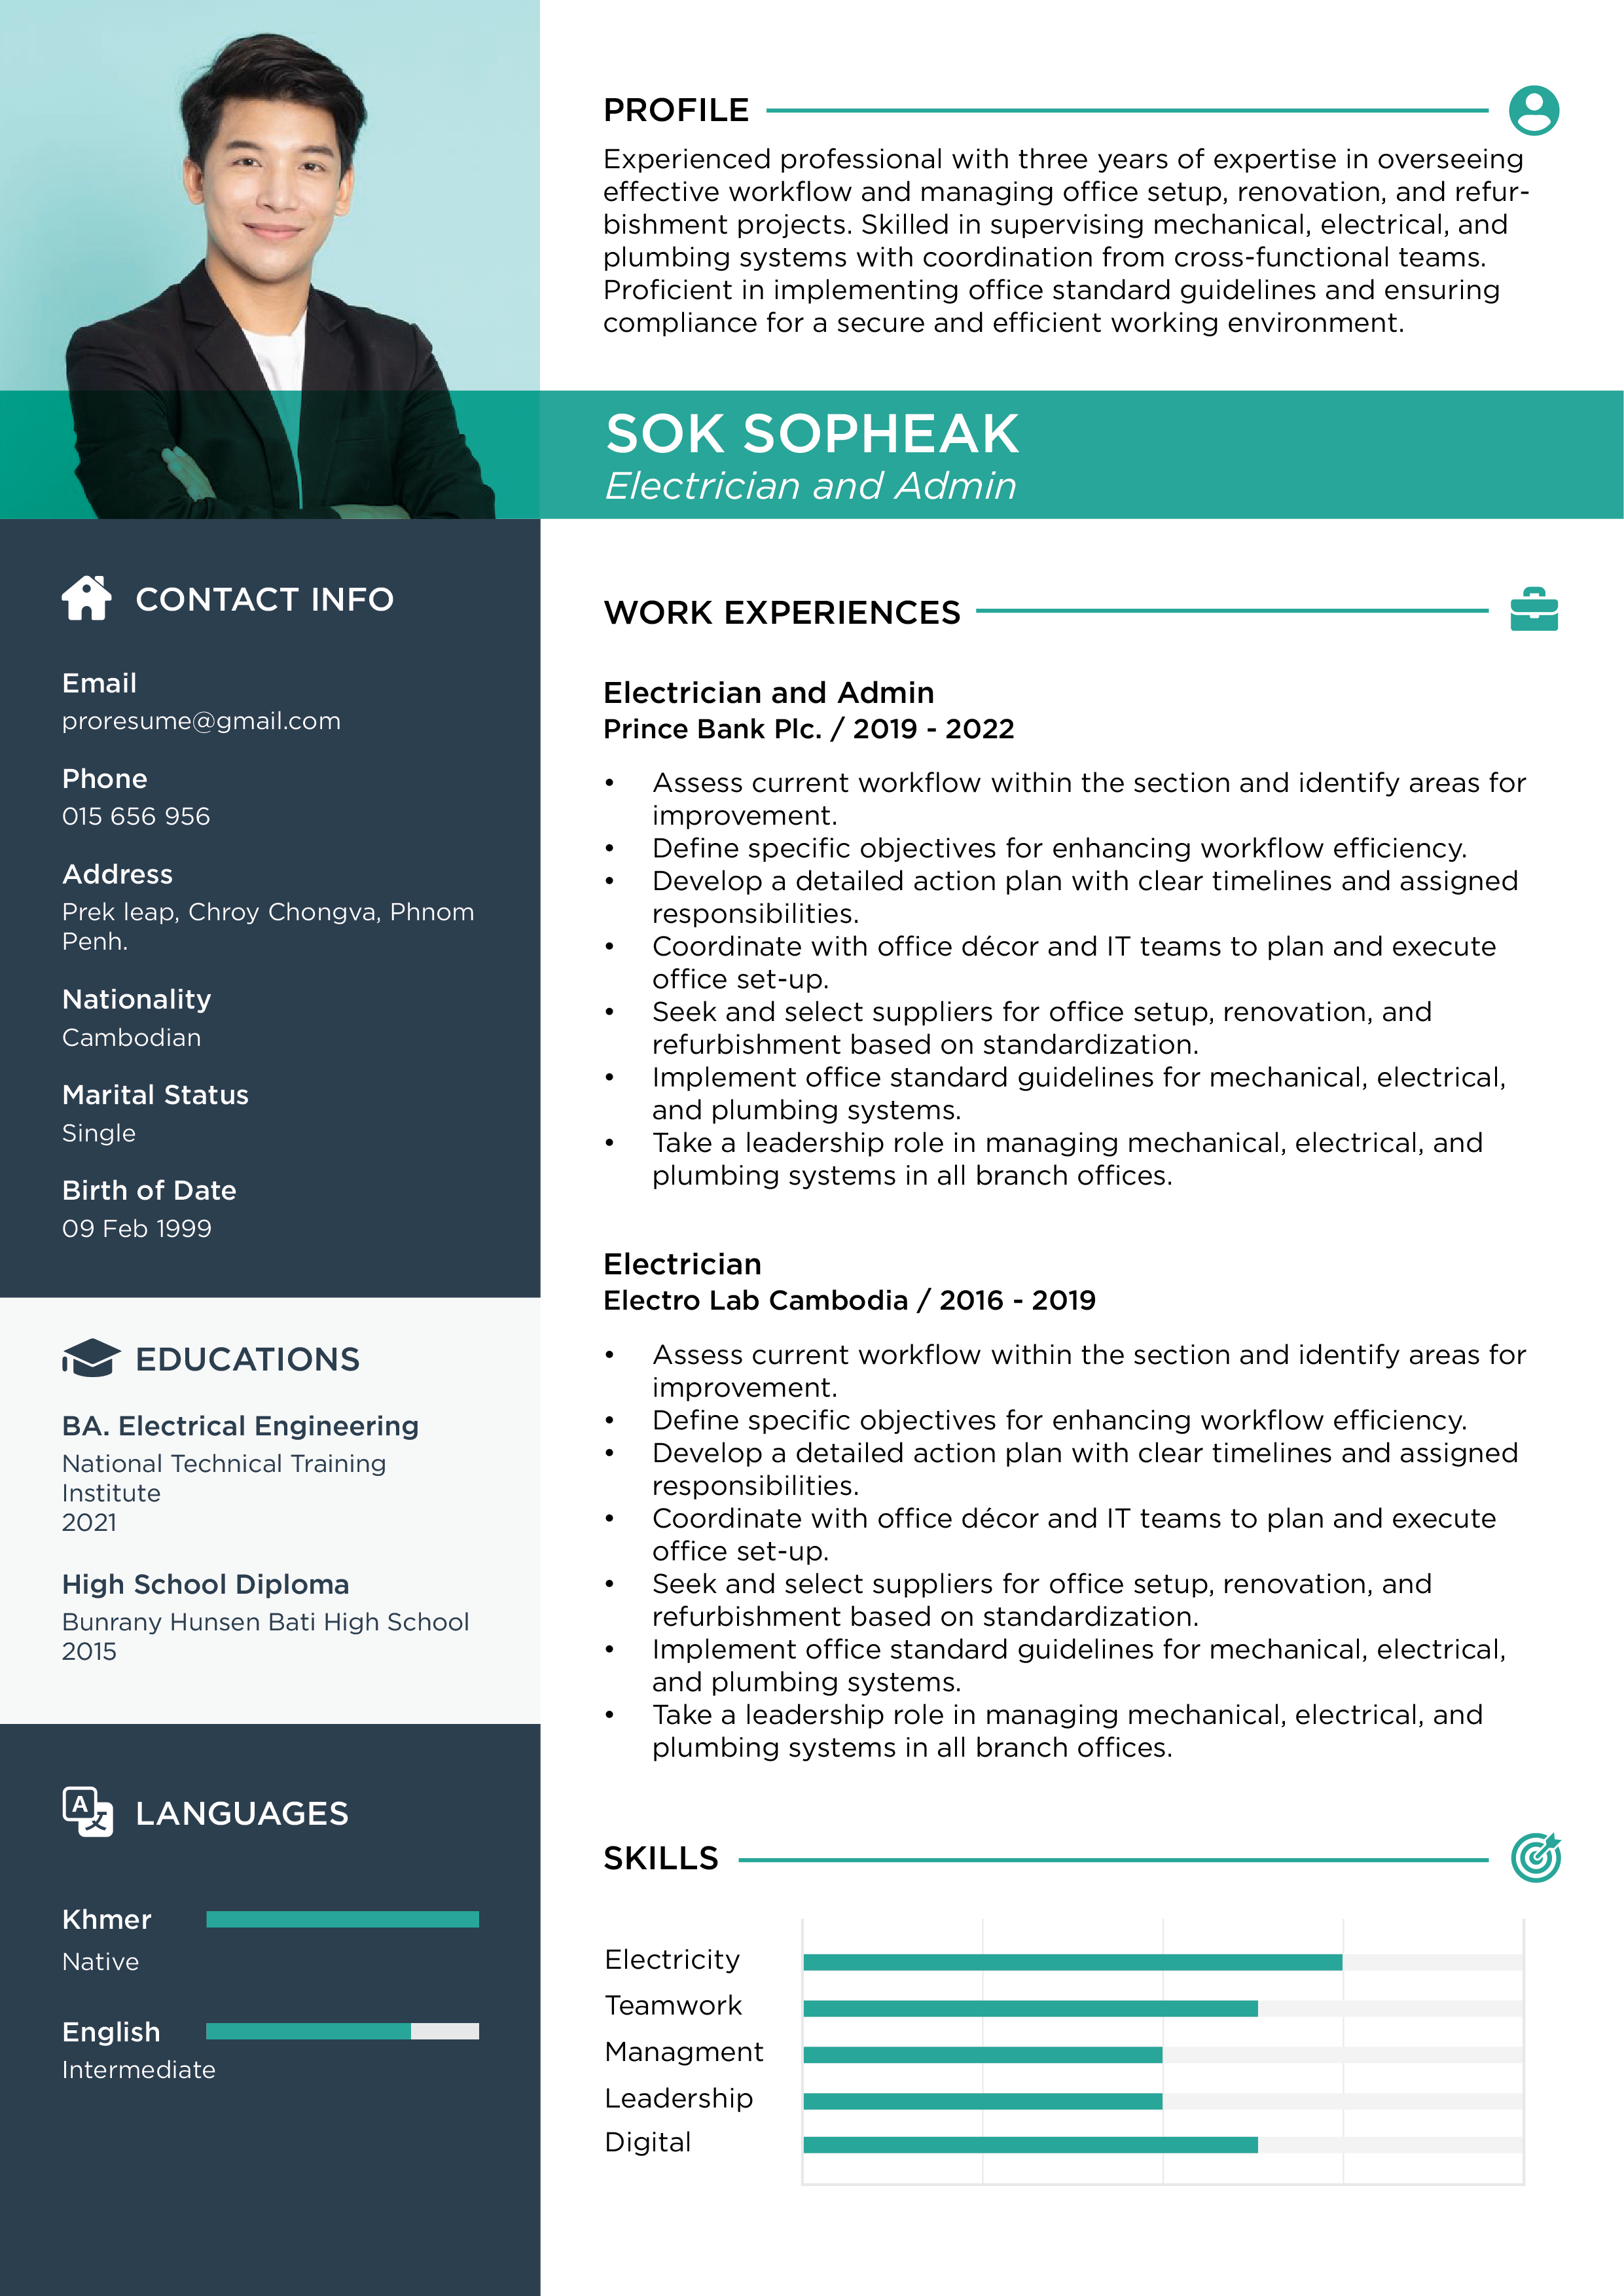 PROFILE
Experienced professional with three years of expertise in overseeing
effective workflow and managing office setup, renovation, and refur-
bishment projects. Skilled in supervising mechanical, electrical, and
plumbing systems with coordination from cross-functional teams.
Proficient in implementing office standard guidelines and ensuring
compliance for a secure and efficient working environment.
SOK SOPHEAK
Electrician and Admin
CONTACT INFO
Email
proresume@gmail.com
Phone
015 656 956
Address
Prek leap, Chroy Chongva, Phnom
Penh.
Nationality
Cambodian
Marital Status
Single
Birth of Date
09 Feb 1999
EDUCATIONS
BA. Electrical Engineering
National Technical Training
Institute
2021
High School Diploma
Bunrany Hunsen Bati High School
2015
A
LANGUAGES
Khmer
Native
English
Intermediate
WORK EXPERIENCES
Electrician and Admin
Prince Bank Plc. / 2019 - 2022
• Assess current workflow within the section and identify areas for
improvement.
• Define specific objectives for enhancing workflow efficiency.
• Develop a detailed action plan with clear timelines and assigned
responsibilities.
• Coordinate with office décor and IT teams to plan and execute
office set-up.
• Seek and select suppliers for office setup, renovation, and
refurbishment based on standardization.
• Implement office standard guidelines for mechanical, electrical,
and plumbing systems.
• Take a leadership role in managing mechanical, electrical, and
plumbing systems in all branch offices.
Electrician
Electro Lab Cambodia / 2016 - 2019
• Assess current workflow within the section and identify areas for
improvement.
• Define specific objectives for enhancing workflow efficiency.
• Develop a detailed action plan with clear timelines and assigned
responsibilities.
• Coordinate with office décor and IT teams to plan and execute
office set-up.
• Seek and select suppliers for office setup, renovation, and
refurbishment based on standardization.
• Implement office standard guidelines for mechanical, electrical,
and plumbing systems.
• Take a leadership role in managing mechanical, electrical, and
plumbing systems in all branch offices.
SKILLS
Electricity
Teamwork
Managment
Leadership
Digital